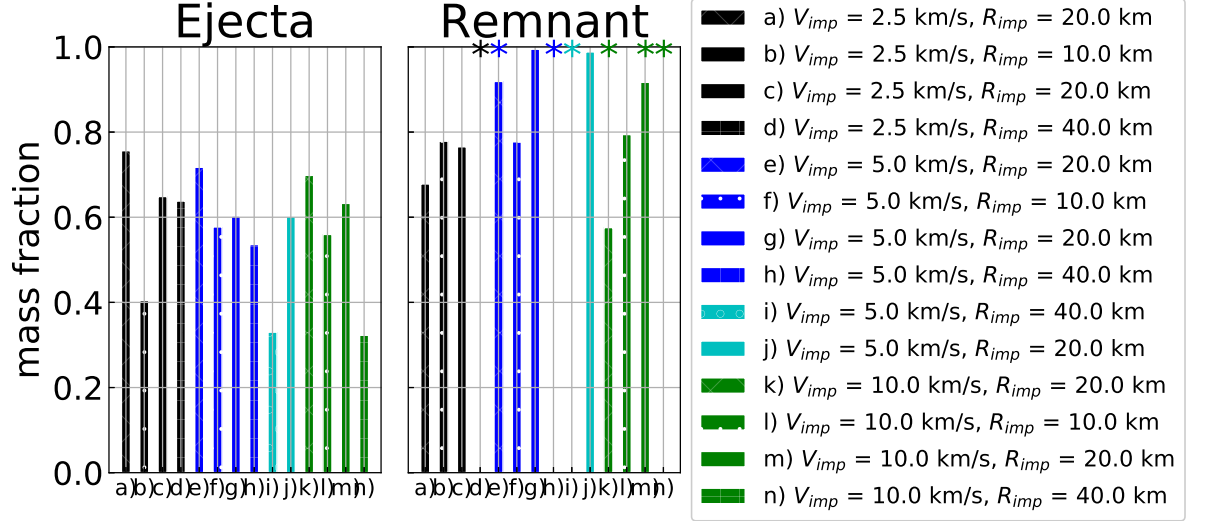 Ejecta
Remnant
mass fraction
1.0
0.8
0.6
0.4
0.2
0.0
a) b) c) d) e) f) g) h) i) j) k) l) m) n)
a) b) c) d) e) f) g) h) i) j) k) l) m) n)
a) V_imp = 2.5 km/s, R_imp = 20.0 km
b) V_imp = 2.5 km/s, R_imp = 10.0 km
c) V_imp = 2.5 km/s, R_imp = 20.0 km
d) V_imp = 2.5 km/s, R_imp = 40.0 km
e) V_imp = 5.0 km/s, R_imp = 20.0 km
f) V_imp = 5.0 km/s, R_imp = 10.0 km
g) V_imp = 5.0 km/s, R_imp = 20.0 km
h) V_imp = 5.0 km/s, R_imp = 40.0 km
i) V_imp = 5.0 km/s, R_imp = 40.0 km
j) V_imp = 5.0 km/s, R_imp = 20.0 km
k) V_imp = 10.0 km/s, R_imp = 20.0 km
l) V_imp = 10.0 km/s, R_imp = 10.0 km
m) V_imp = 10.0 km/s, R_imp = 20.0 km
n) V_imp = 10.0 km/s, R_imp = 40.0 km